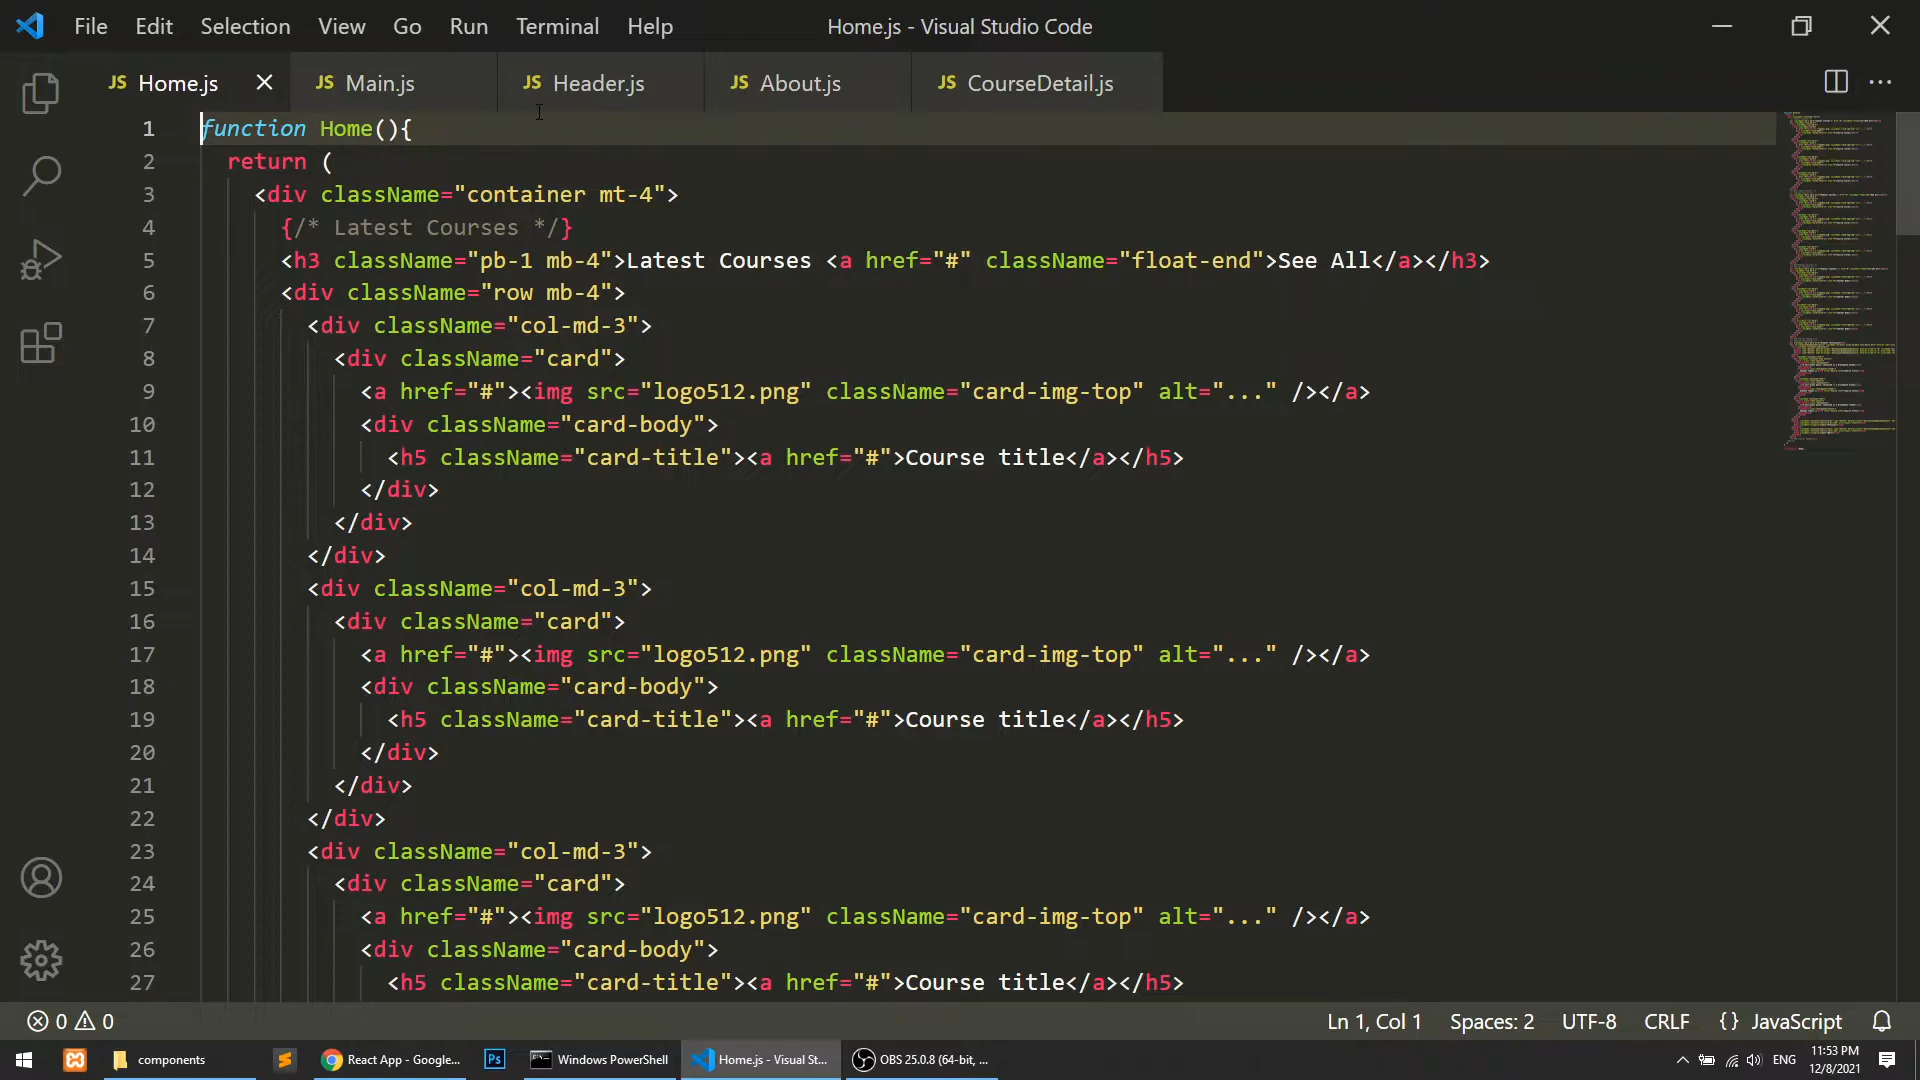 File Edit Selection View Go Run Terminal Help Home.js - Visual Studio Code
JS Home.js JS Main.js JS Header.js JS About.js JS CourseDetail.js
1 function Home(){
2 return (
3 <div className="container mt-4">
4 {/* Latest Courses */}
5 <h3 className="pb-1 mb-4">Latest Courses <a href="#" className="float-end">See All</a></h3>
6 <div className="row mb-4">
7 <div className="col-md-3">
8 <div className="card">
9 <a href="#"><img src="logo512.png" className="card-img-top" alt="..." /></a>
10 <div className="card-body">
11 <h5 className="card-title"><a href="#">Course title</a></h5>
12 </div>
13 </div>
14 </div>
15 <div className="col-md-3">
16 <div className="card">
17 <a href="#"><img src="logo512.png" className="card-img-top" alt="..." /></a>
18 <div className="card-body">
19 <h5 className="card-title"><a href="#">Course title</a></h5>
20 </div>
21 </div>
22 </div>
23 <div className="col-md-3">
24 <div className="card">
25 <a href="#"><img src="logo512.png" className="card-img-top" alt="..." /></a>
26 <div className="card-body">
27 <h5 className="card-title"><a href="#">Course title</a></h5>
0 0 Ln 1, Col 1 Spaces: 2 UTF-8 CRLF {} JavaScript
components React App - Google... Ps Windows PowerShell Home.js - Visual St... OBS 25.0.8 (64-bit, ... ENG 11:53 PM
12/8/2021